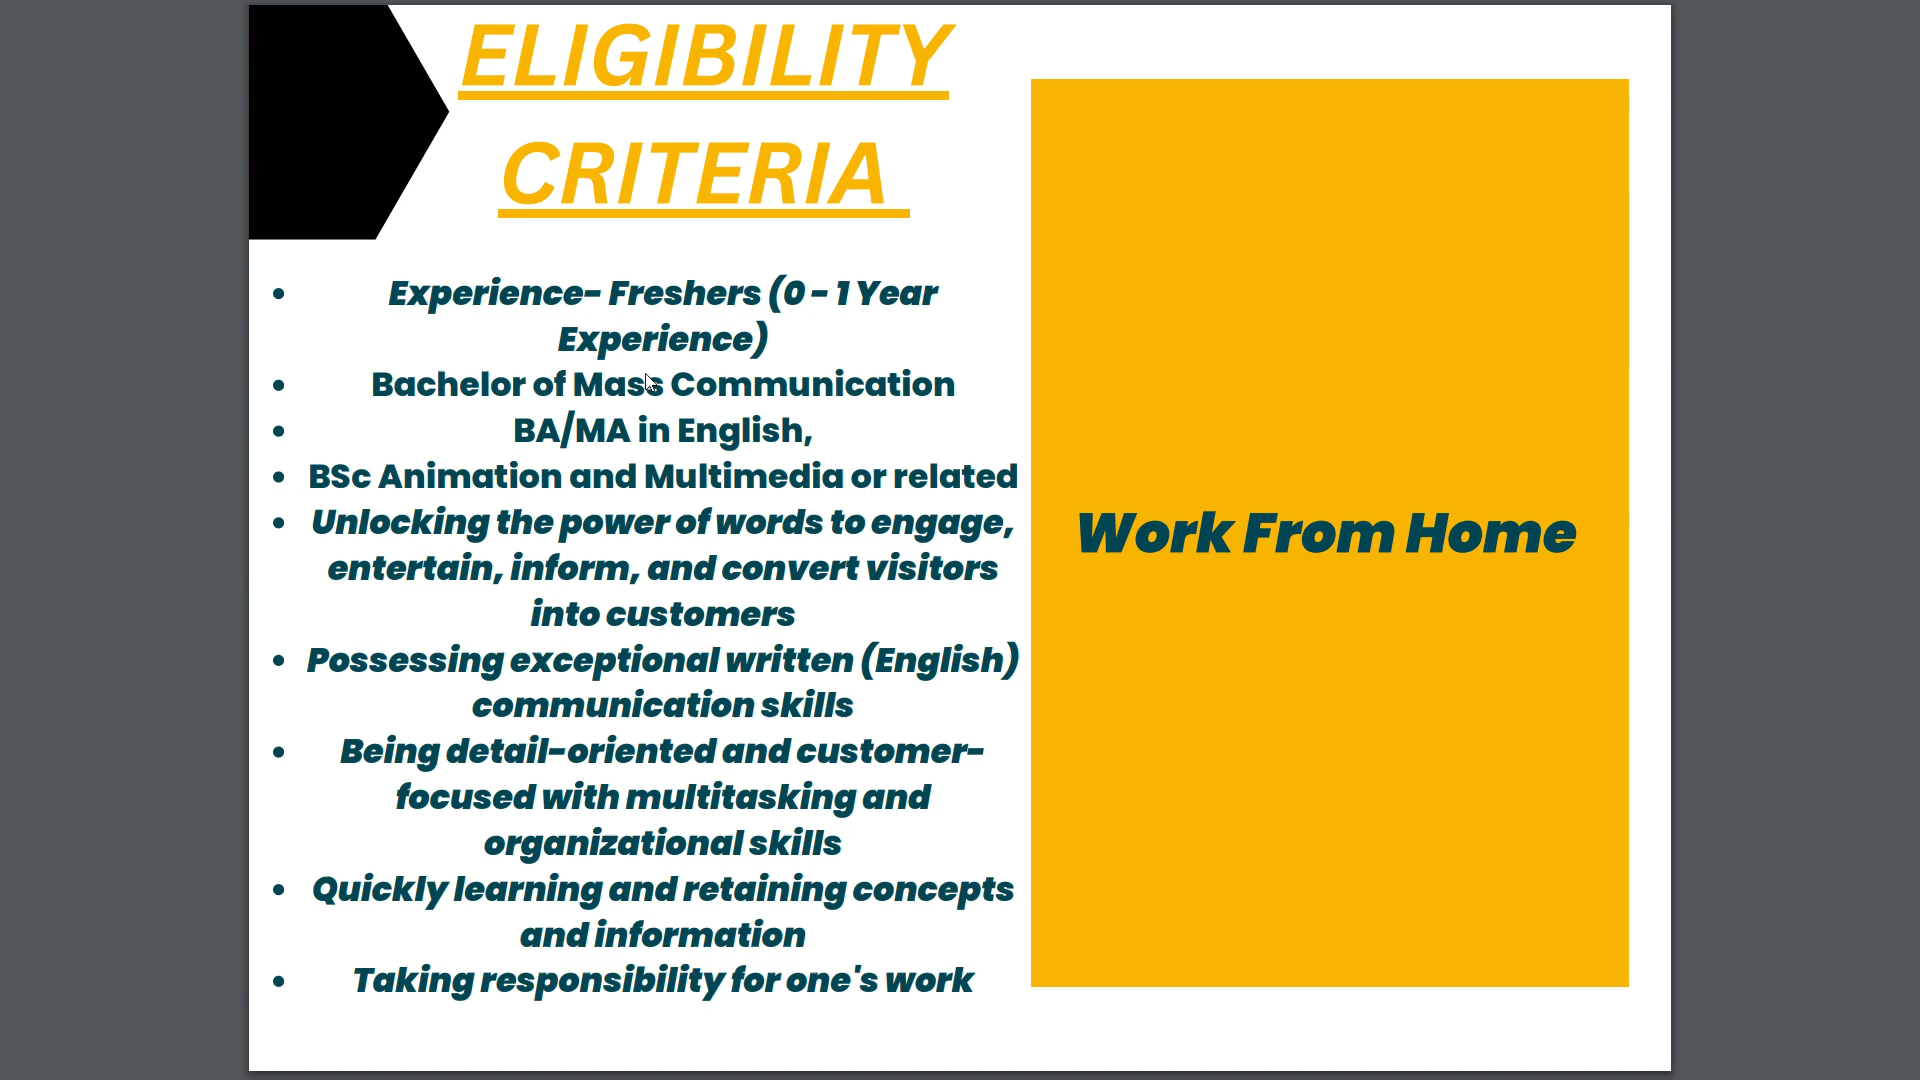 ELIGIBILITY
CRITERIA
• Experience- Freshers (0 - 1 Year
Experience)
• Bachelor of Mass Communication
• BA/MA in English,
• BSc Animation and Multimedia or related
• Unlocking the power of words to engage,
entertain, inform, and convert visitors
into customers
• Possessing exceptional written (English)
communication skills
• Being detail-oriented and customer-
focused with multitasking and
organizational skills
• Quickly learning and retaining concepts
and information
• Taking responsibility for one's work
Work From Home